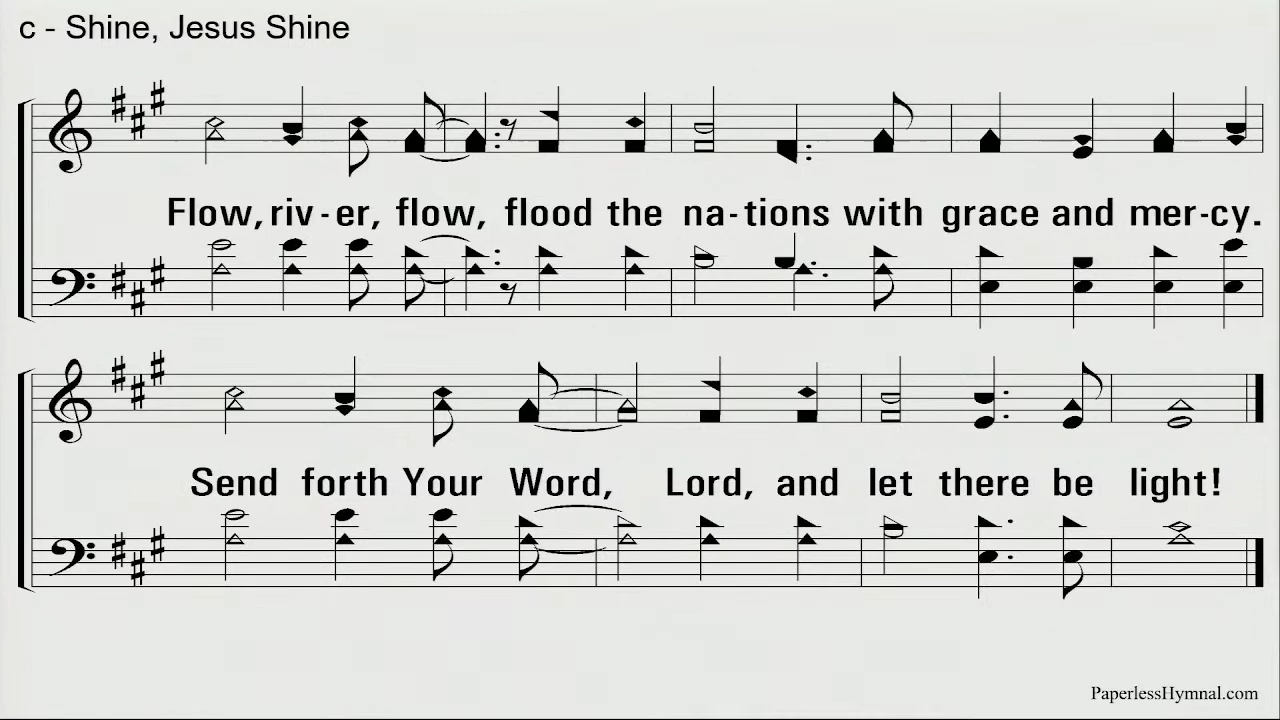 c - Shine, Jesus Shine
Flow, riv - er, flow, flood the na - tions with grace and mer - cy.
Send forth Your Word, Lord, and let there be light!
PaperlessHymnal.com